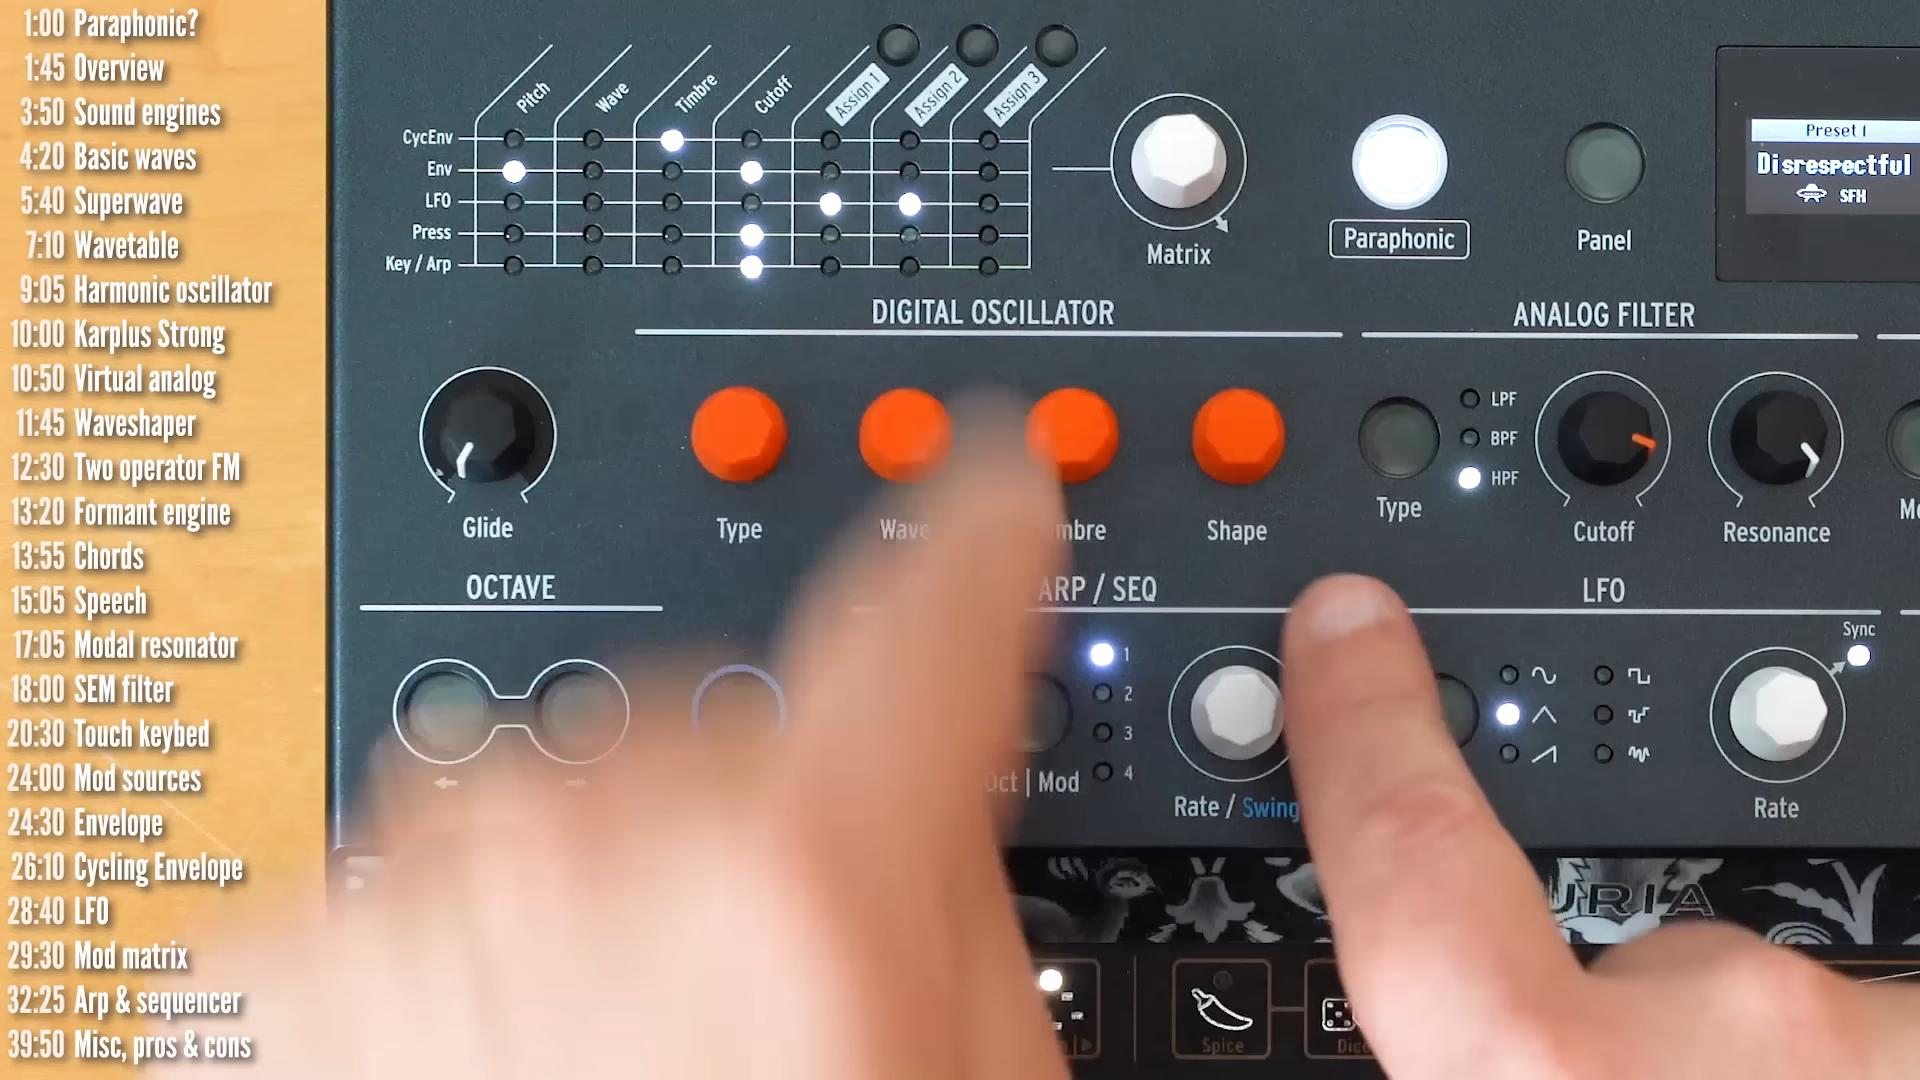 1:00 Paraphonic?
1:45 Overview
3:50 Sound engines
4:20 Basic waves
5:40 Superwave
7:10 Wavetable
9:05 Harmonic oscillator
10:00 Karplus Strong
10:50 Virtual analog
11:45 Waveshaper
12:30 Two operator FM
13:20 Formant engine
13:55 Chords
15:05 Speech
17:05 Modal resonator
18:00 SEM filter
20:30 Touch keybed
24:00 Mod sources
24:30 Envelope
26:10 Cycling Envelope
28:40 LFO
29:30 Mod matrix
32:25 Arp & sequencer
39:50 Misc, pros & cons
Pitch
Wave
Timbre
Cutoff
Assign 1
Assign 2
Assign 3
CycEnv
Env
LFO
Press
Key / Arp
Matrix
Paraphonic
Panel
Preset 1
Disrespectful
SFH
DIGITAL OSCILLATOR
ANALOG FILTER
Glide
Type
Wave
mbre
Shape
Type
LPF
BPF
HPF
Cutoff
Resonance
OCTAVE
ARP / SEQ
LFO
Oct | Mod
1
2
3
4
Rate / Swing
Sync
Rate
URIA
Spice